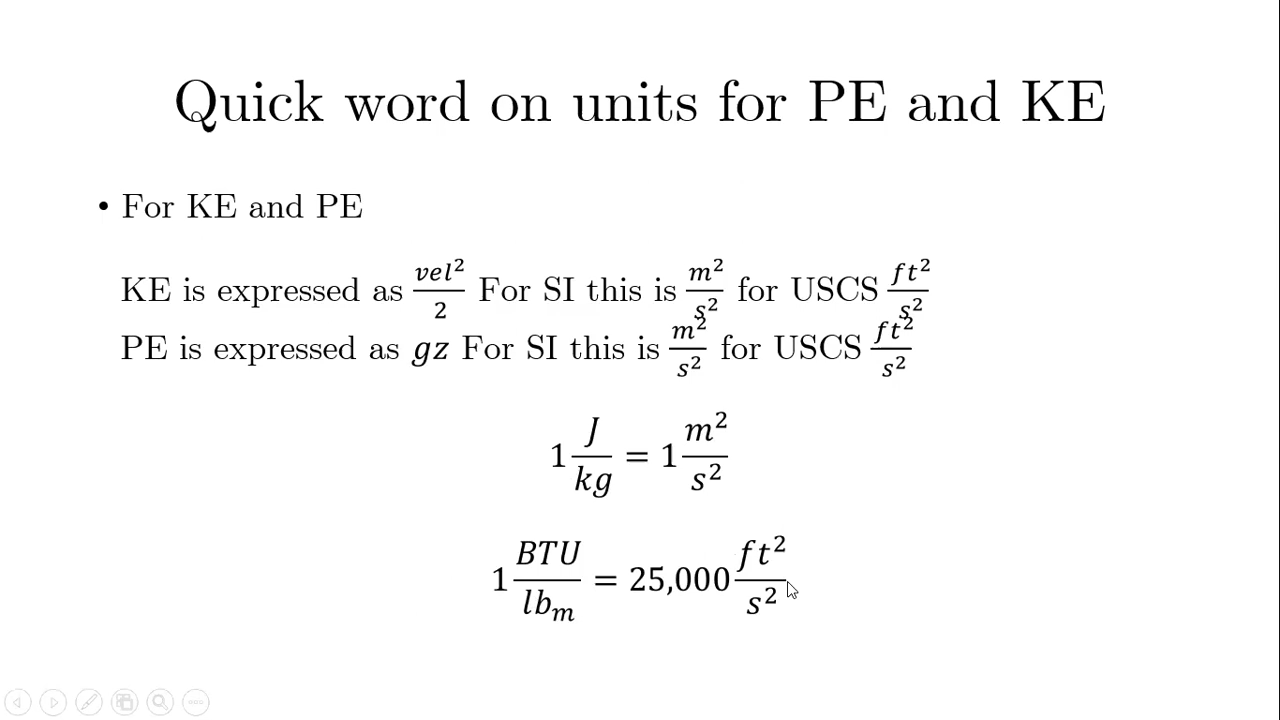 Quick word on units for PE and KE
• For KE and PE
KE is expressed as vel²/2 For SI this is m²/s² for USCS ft²/s²
PE is expressed as gz For SI this is m²/s² for USCS ft²/s²
1 J/kg = 1 m²/s²
1 BTU/lbₘ = 25,000 ft²/s²